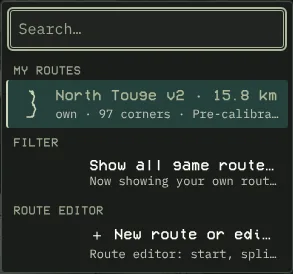 Search…
MY ROUTES
North Touge v2 · 15.8 km
own · 97 corners · Pre-calibra…
FILTER
Show all game route…
Now showing your own rout…
ROUTE EDITOR
+ New route or edi…
Route editor: start, spli…